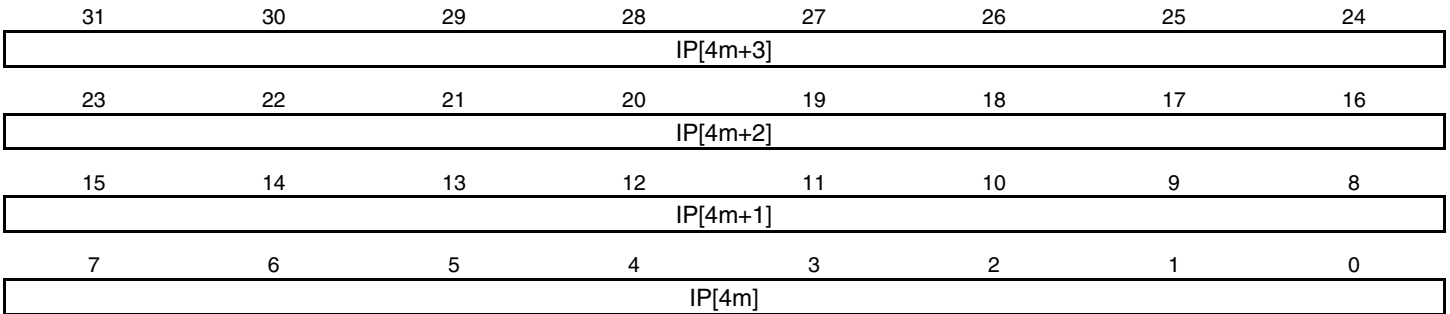 31 30 29 28 27 26 25 24
IP[4m+3]
23 22 21 20 19 18 17 16
IP[4m+2]
15 14 13 12 11 10 9 8
IP[4m+1]
7 6 5 4 3 2 1 0
IP[4m]